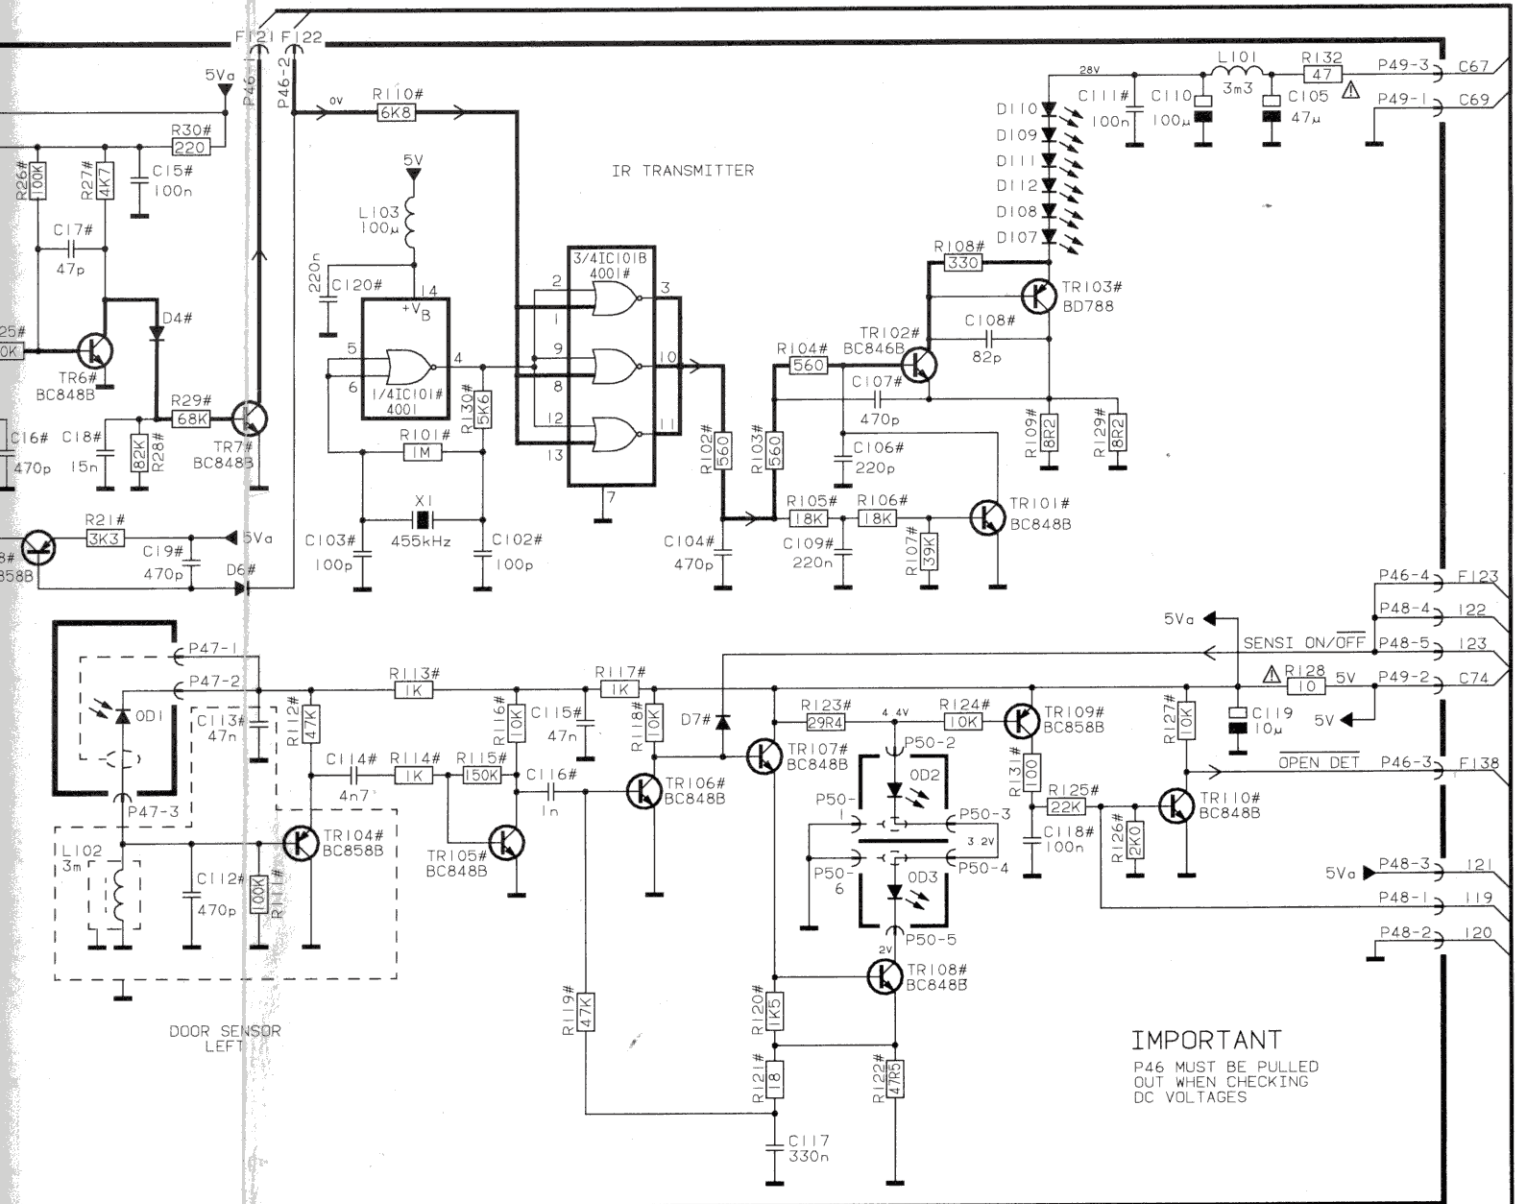 F121 F122
P46-1
P46-2
5Va
0V
R110#
6K8
28V
L101
3m3
R132
47
P49-3
C67
C111#
100n
C110
100µ
C105
47µ
P49-1
C69
D110
D109
D111
D112
D108
D107
R30#
220
R26#
100K
R27#
4K7
C15#
100n
IR TRANSMITTER
5V
L103
100µ
C17#
47p
220n
C120#
14
+VB
3/4IC101B
4001#
2
1
3
9
8
10
12
13
11
7
R108#
330
TR103#
BD788
TR102#
BC846B
C108#
82p
D4#
TR6#
BC848B
5
6
4
1/4IC101#
4001
R130#
5K6
R104#
560
C107#
470p
R29#
68K
TR7#
BC848B
C16#
470p
C18#
15n
82K
R28#
R101#
1M
R102#
560
R103#
560
C106#
220p
R109#
8R2
R129#
8R2
X1
455kHz
R105#
18K
R106#
18K
TR101#
BC848B
R21#
3K3
5Va
C19#
470p
D6#
C103#
100p
C102#
100p
C104#
470p
C109#
220n
R107#
39K
P46-4
F123
P48-4
122
5Va
SENSI ON/OFF
P48-5
123
P47-1
P47-2
R113#
1K
R117#
1K
R128
10
5V
P49-2
C74
OD1
C113#
47n
R112#
47K
R116#
10K
C115#
47n
R118#
10K
D7#
R123#
29R4
4 4V
R124#
10K
TR109#
BC858B
R127#
10K
C119
10µ
5V
C114#
4n7
R114#
1K
R115#
150K
C116#
1n
TR106#
BC848B
TR107#
BC848B
P50-2
OD2
R131#
100
OPEN DET
P46-3
F138
P47-3
P50-
1
P50-3
R125#
22K
TR110#
BC848B
L102
3m
TR104#
BC858B
TR105#
BC848B
3 2V
C118#
100n
R126#
2K0
P50-
6
P50-4
OD3
5Va
P48-3
121
C112#
470p
100K
R111#
P48-1
119
P50-5
2V
P48-2
120
TR108#
BC848B
R119#
47K
R120#
1K5
DOOR SENSOR
LEFT
R121#
18
R122#
47R5
IMPORTANT
P46 MUST BE PULLED
OUT WHEN CHECKING
DC VOLTAGES
C117
330n